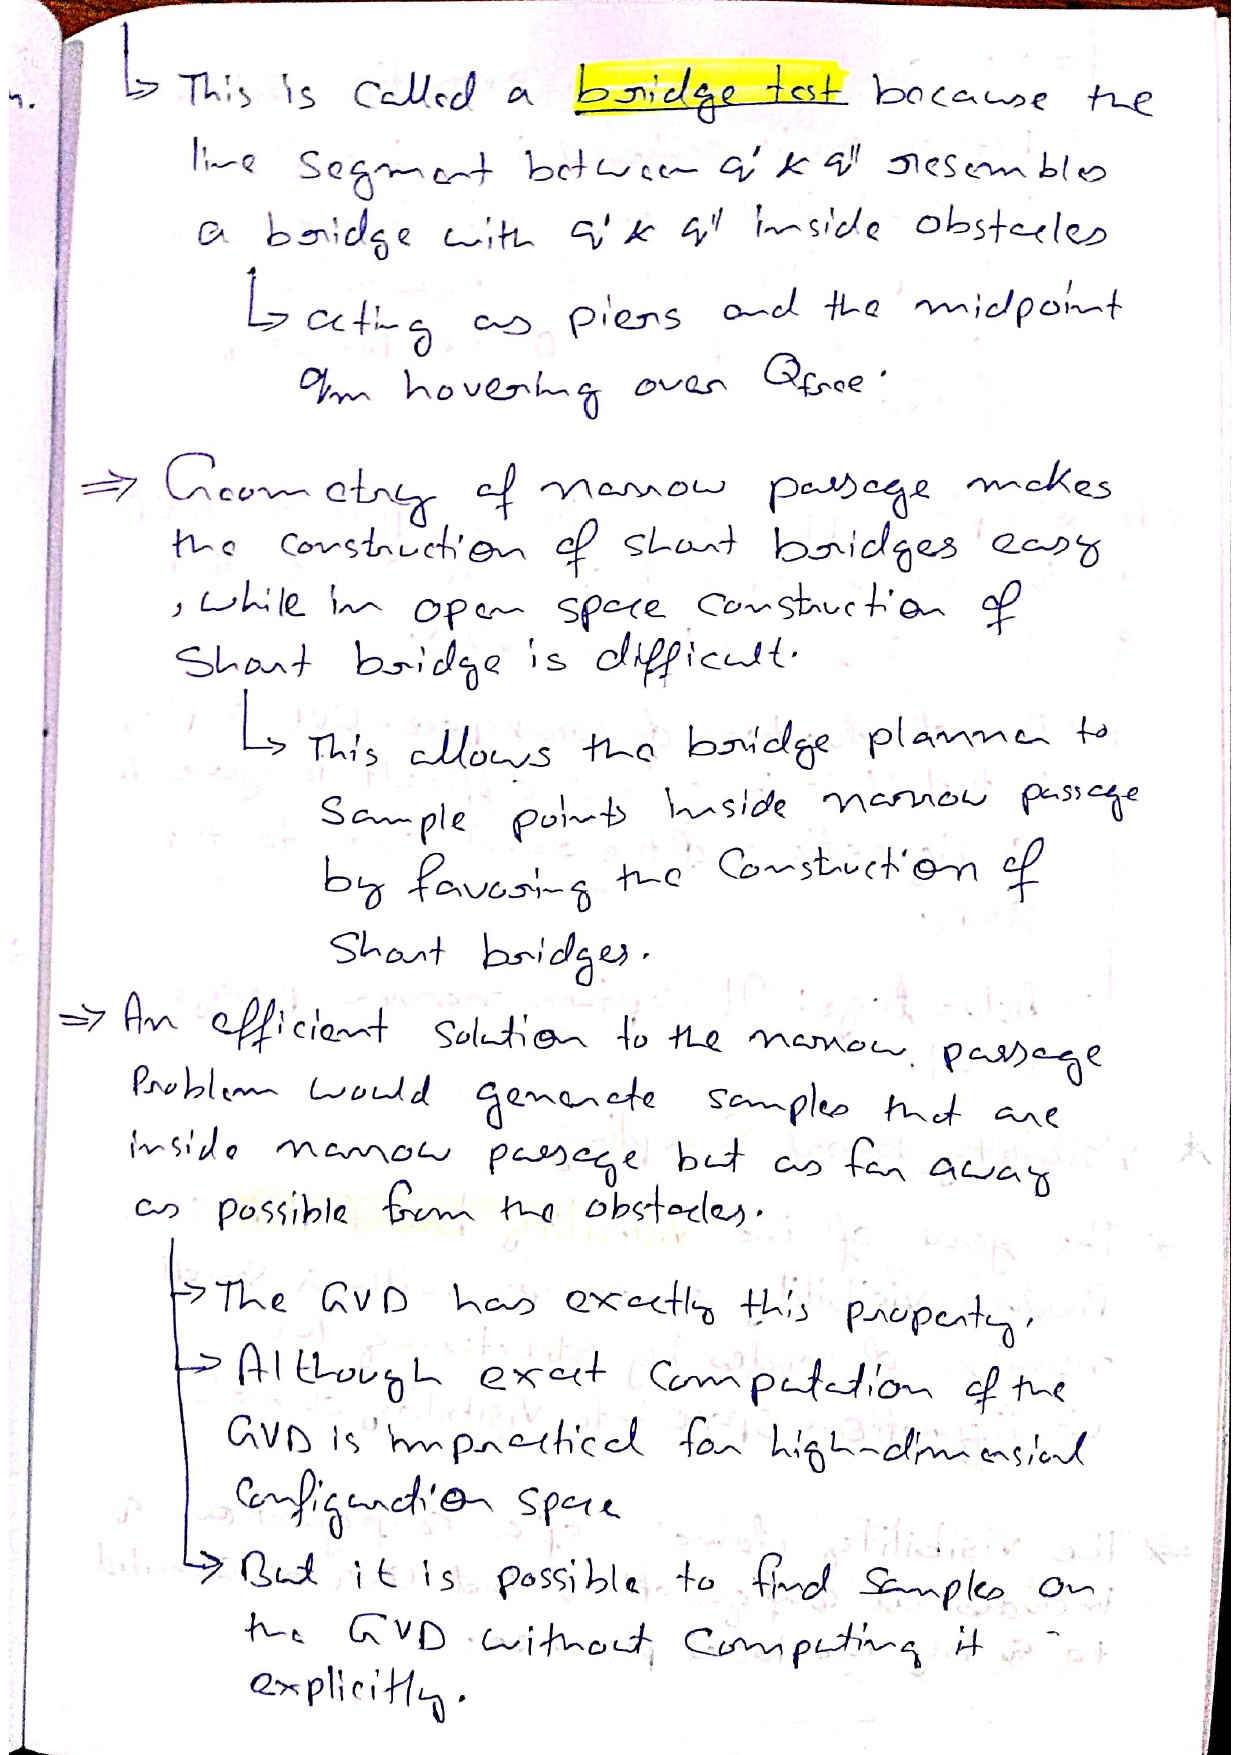 n.
↳ This is called a bridge test because the
line segment between q' & q'' resembles
a bridge with q' & q'' inside obstacles
↳ acting as piers and the midpoint
qm hovering over Qfree.
⇒ Geometry of narrow passage makes
the construction of short bridges easy
, while in open space construction of
short bridge is difficult.
↳ This allows the bridge planner to
sample points inside narrow passage
by favoring the construction of
short bridges.
⇒ An efficient solution to the narrow passage
problem would generate samples that are
inside narrow passage but as far away
as possible from the obstacles.
↳ The GVD has exactly this property.
↳ Although exact computation of the
GVD is impractical for high-dimensional
configuration space
↳ But it is possible to find samples on
the GVD without computing it
explicitly.